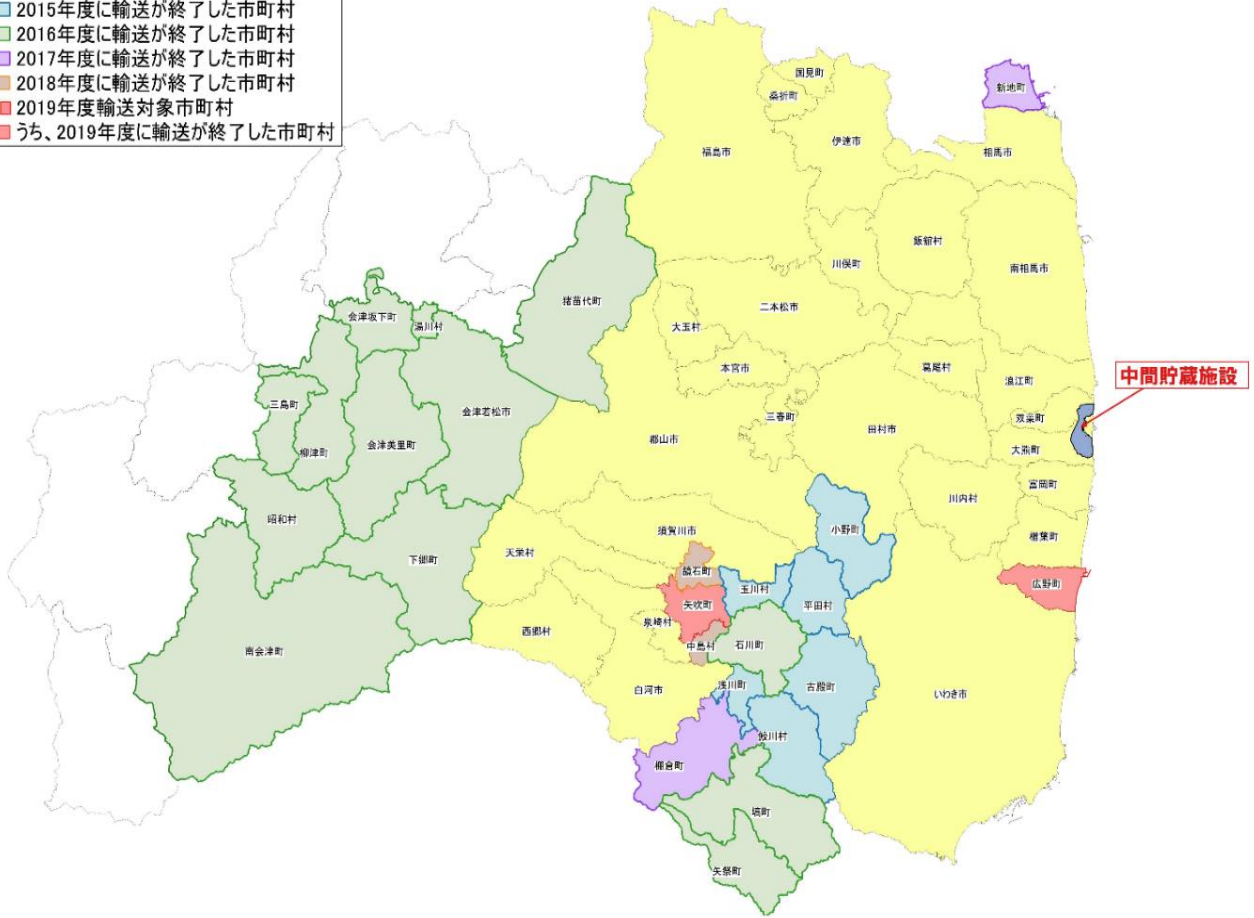 2015年度に輸送が終了した市町村
2016年度に輸送が終了した市町村
2017年度に輸送が終了した市町村
2018年度に輸送が終了した市町村
2019年度輸送対象市町村
うち、2019年度に輸送が終了した市町村
国見町
桑折町
新地町
福島市
伊達市
相馬市
飯舘村
川俣町
南相馬市
猪苗代町
二本松市
大玉村
会津坂下町
湯川村
本宮市
葛尾村
浪江町
中間貯蔵施設
三島町
会津若松市
三春町
双葉町
田村市
郡山市
会津美里町
柳津町
大熊町
富岡町
川内村
昭和村
須賀川市
小野町
楢葉町
天栄村
下郷町
鏡石町
広野町
玉川村
矢吹町
平田村
泉崎村
西郷村
中島村
石川町
南会津町
浅川町
古殿町
白河市
いわき市
鮫川村
棚倉町
塙町
矢祭町